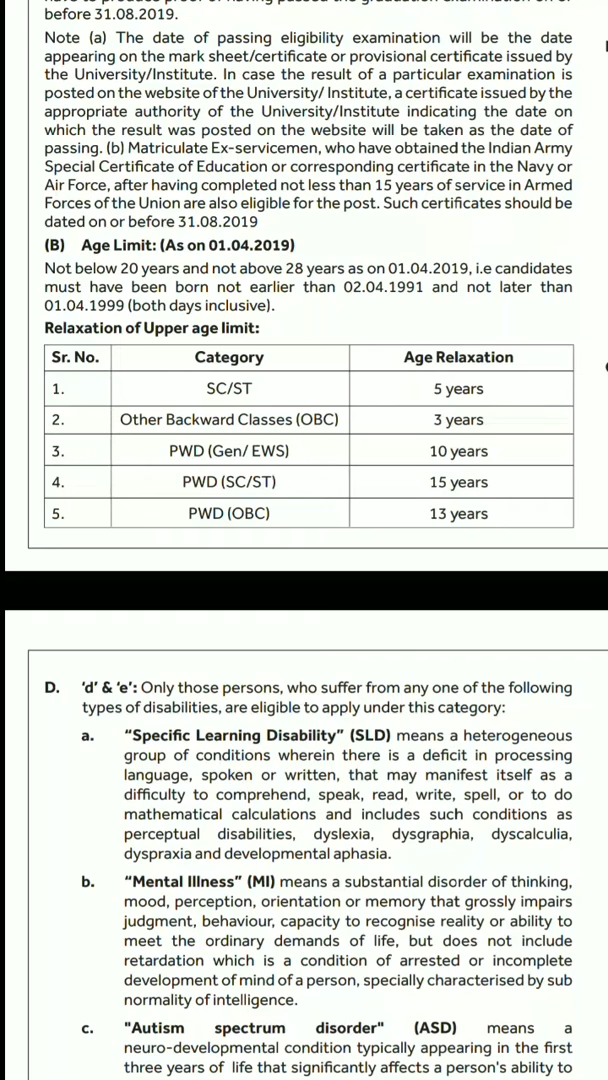 before 31.08.2019.
Note (a) The date of passing eligibility examination will be the date
appearing on the mark sheet/certificate or provisional certificate issued by
the University/Institute. In case the result of a particular examination is
posted on the website of the University/ Institute, a certificate issued by the
appropriate authority of the University/Institute indicating the date on
which the result was posted on the website will be taken as the date of
passing. (b) Matriculate Ex-servicemen, who have obtained the Indian Army
Special Certificate of Education or corresponding certificate in the Navy or
Air Force, after having completed not less than 15 years of service in Armed
Forces of the Union are also eligible for the post. Such certificates should be
dated on or before 31.08.2019
(B) Age Limit: (As on 01.04.2019)
Not below 20 years and not above 28 years as on 01.04.2019, i.e candidates
must have been born not earlier than 02.04.1991 and not later than
01.04.1999 (both days inclusive).
Relaxation of Upper age limit:
Sr. No. Category Age Relaxation
1. SC/ST 5 years
2. Other Backward Classes (OBC) 3 years
3. PWD (Gen/ EWS) 10 years
4. PWD (SC/ST) 15 years
5. PWD (OBC) 13 years
D. ‘d’ & ‘e’: Only those persons, who suffer from any one of the following
types of disabilities, are eligible to apply under this category:
a. “Specific Learning Disability” (SLD) means a heterogeneous
group of conditions wherein there is a deficit in processing
language, spoken or written, that may manifest itself as a
difficulty to comprehend, speak, read, write, spell, or to do
mathematical calculations and includes such conditions as
perceptual disabilities, dyslexia, dysgraphia, dyscalculia,
dyspraxia and developmental aphasia.
b. “Mental Illness” (MI) means a substantial disorder of thinking,
mood, perception, orientation or memory that grossly impairs
judgment, behaviour, capacity to recognise reality or ability to
meet the ordinary demands of life, but does not include
retardation which is a condition of arrested or incomplete
development of mind of a person, specially characterised by sub
normality of intelligence.
c. "Autism spectrum disorder" (ASD) means a
neuro-developmental condition typically appearing in the first
three years of life that significantly affects a person's ability to